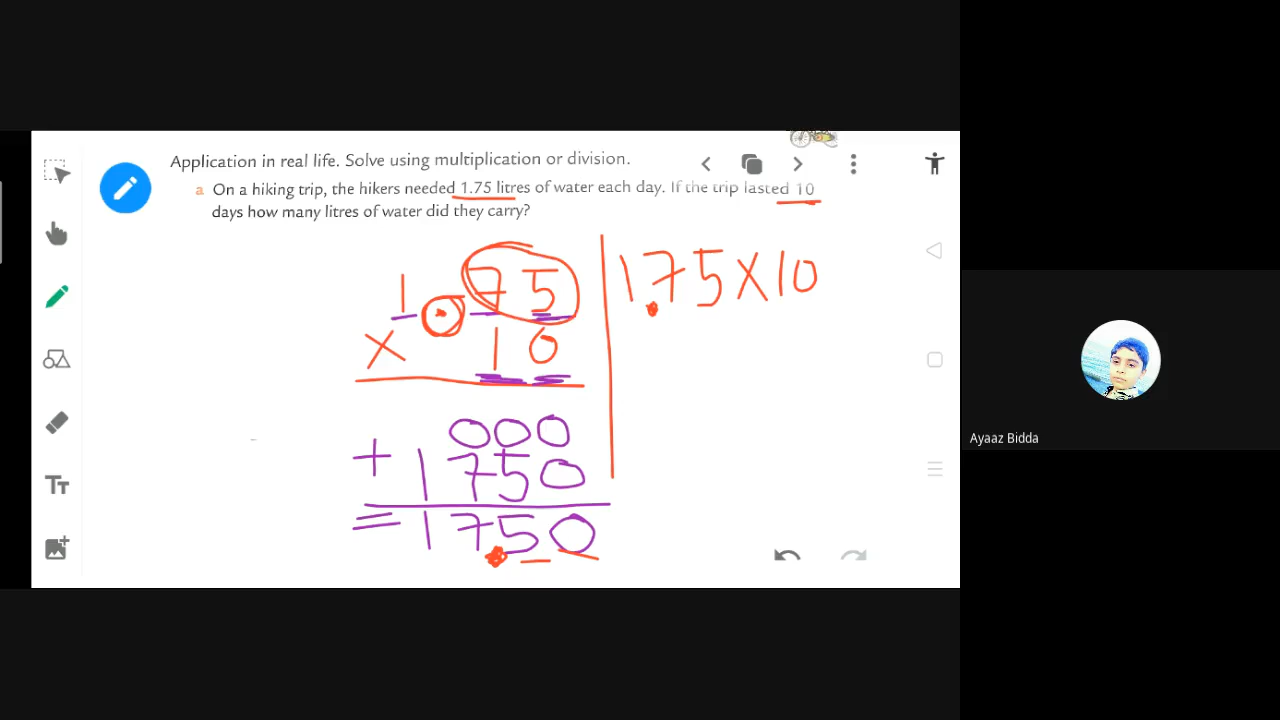 Application in real life. Solve using multiplication or division.
a On a hiking trip, the hikers needed 1.75 litres of water each day. If the trip lasted 10
days how many litres of water did they carry?
1.75
× 10
000
+ 1750
= 17.50
1.75 × 10
Tт
Ayaaz Bidda